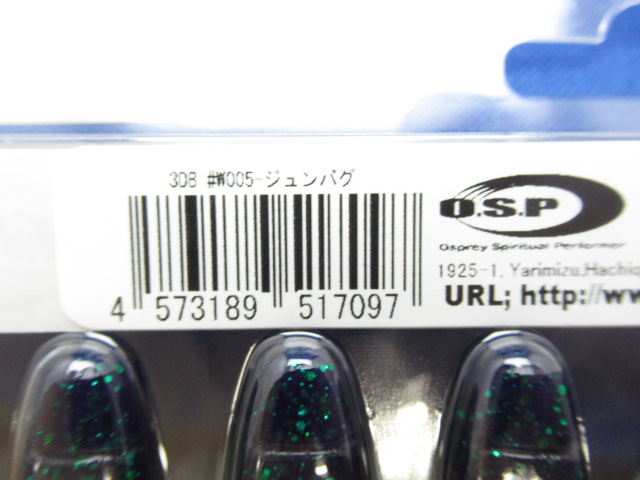 3DB #W005-ジュンバグ
4 573189 517097
O.S.P
Osprey Spiritual Performer
1925-1, Yarimizu,Hachio
URL; http://ww